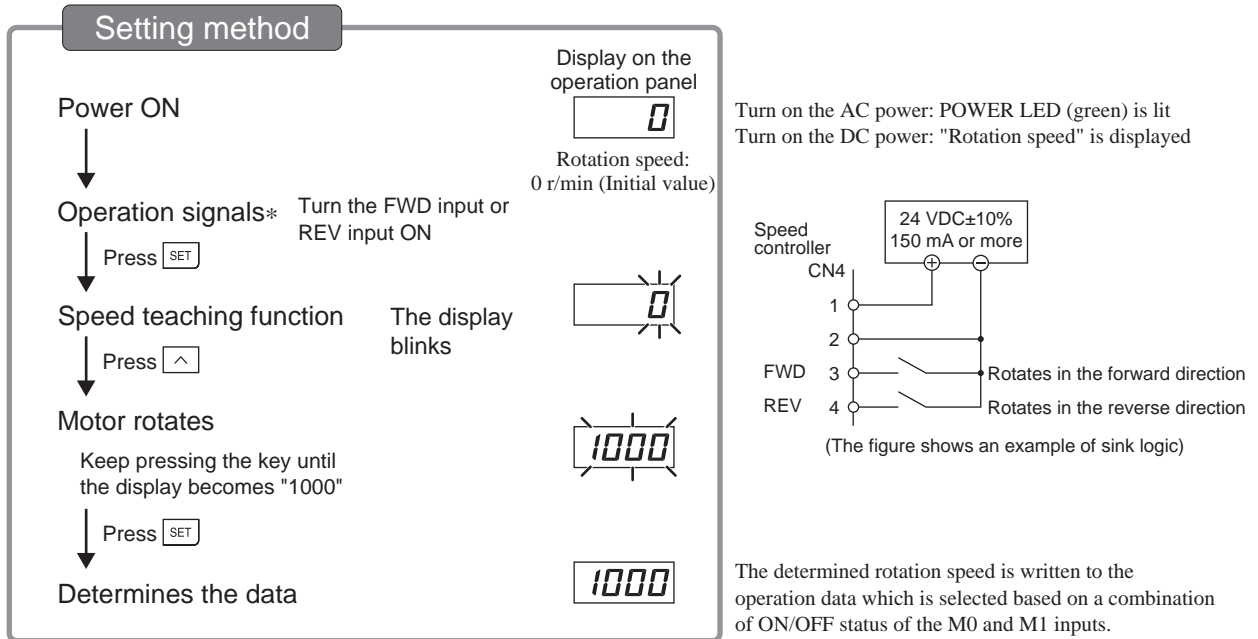 Setting method
Display on the
operation panel
Power ON
0
Rotation speed:
0 r/min (Initial value)
Turn on the AC power: POWER LED (green) is lit
Turn on the DC power: "Rotation speed" is displayed
Operation signals* Turn the FWD input or
REV input ON
Press SET
Speed teaching function
The display
blinks
0
Press ^
Motor rotates
Keep pressing the key until
the display becomes "1000"
1000
Press SET
Determines the data
1000
Speed
controller
24 VDC±10%
150 mA or more
CN4
+ −
1
2
FWD 3 Rotates in the forward direction
REV 4 Rotates in the reverse direction
(The figure shows an example of sink logic)
The determined rotation speed is written to the
operation data which is selected based on a combination
of ON/OFF status of the M0 and M1 inputs.